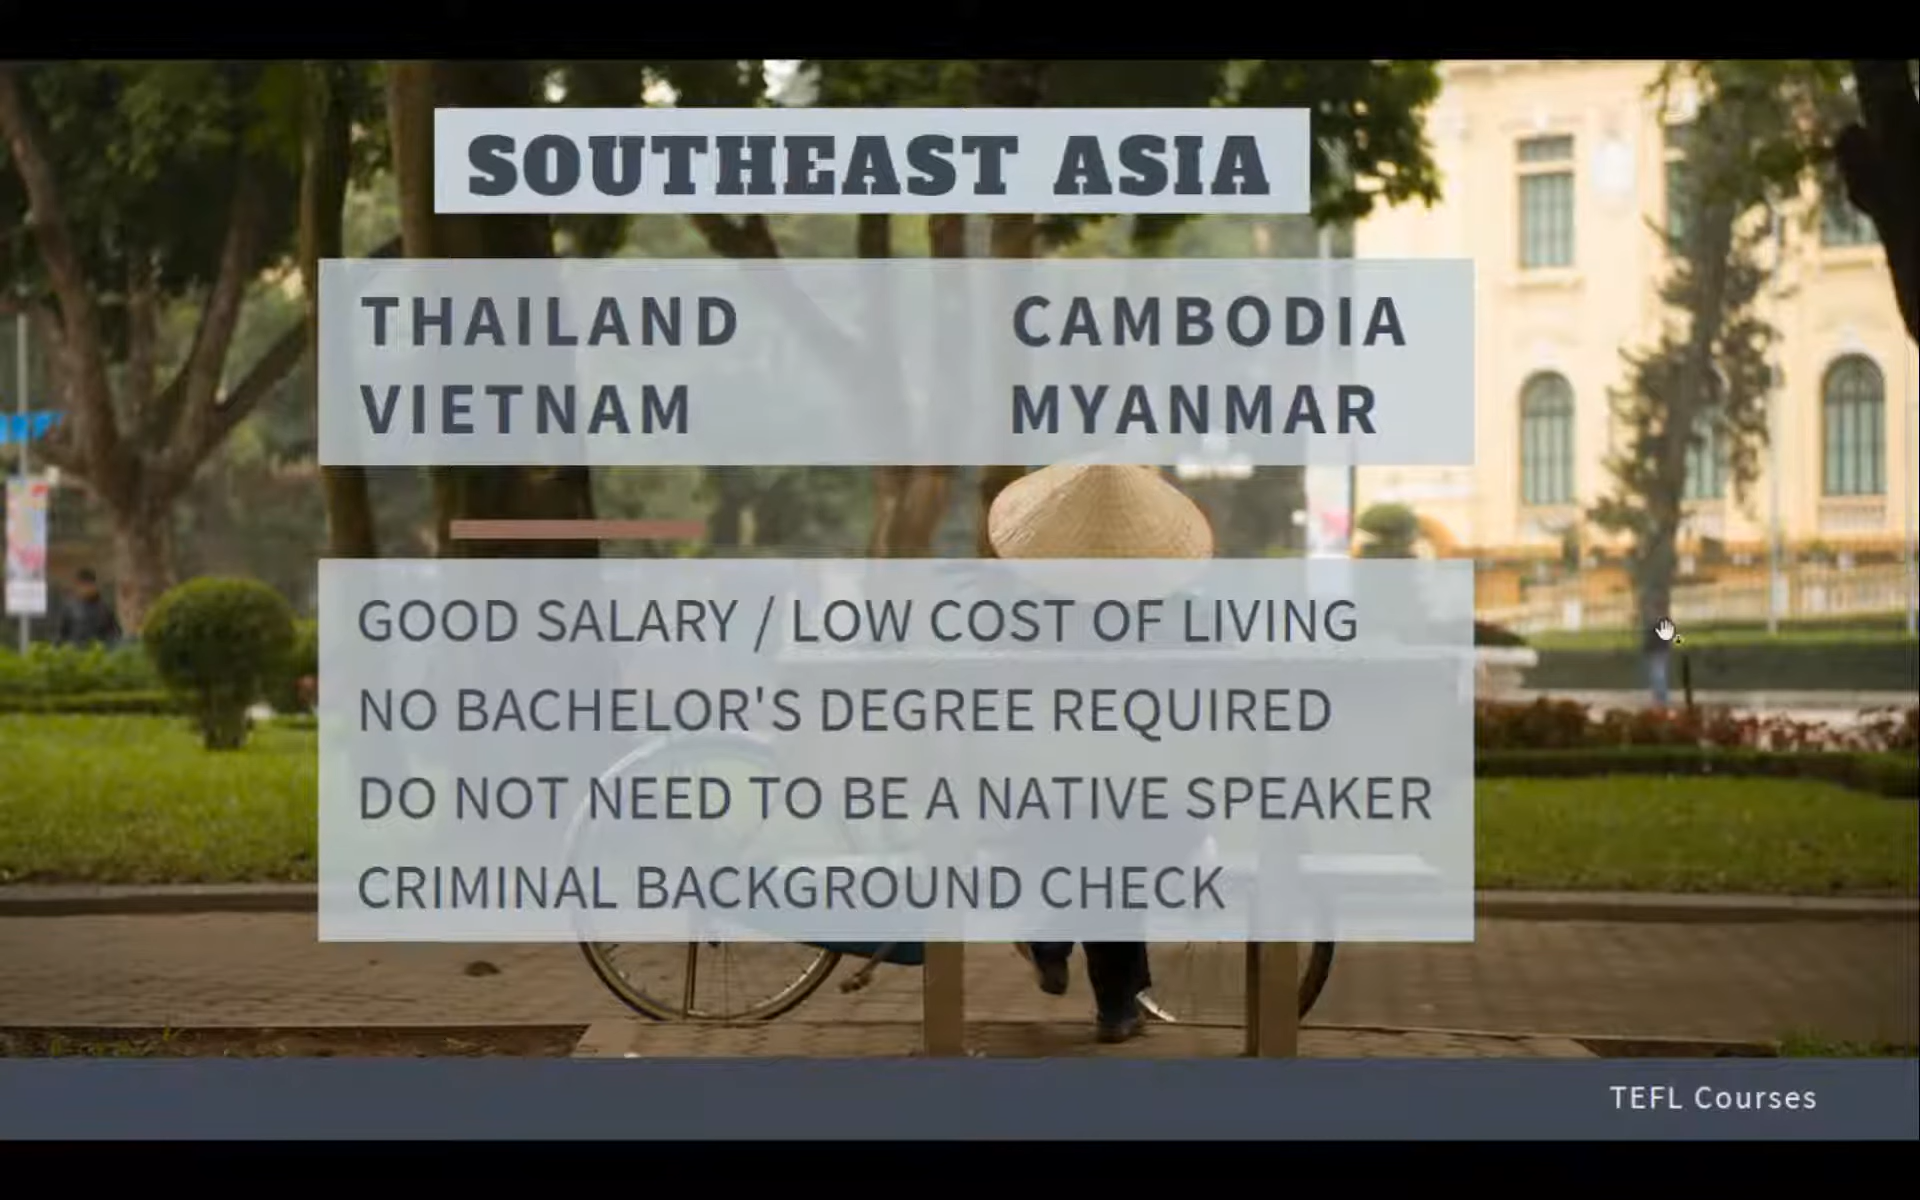 SOUTHEAST ASIA
THAILAND CAMBODIA
VIETNAM MYANMAR
GOOD SALARY / LOW COST OF LIVING
NO BACHELOR'S DEGREE REQUIRED
DO NOT NEED TO BE A NATIVE SPEAKER
CRIMINAL BACKGROUND CHECK
TEFL Courses